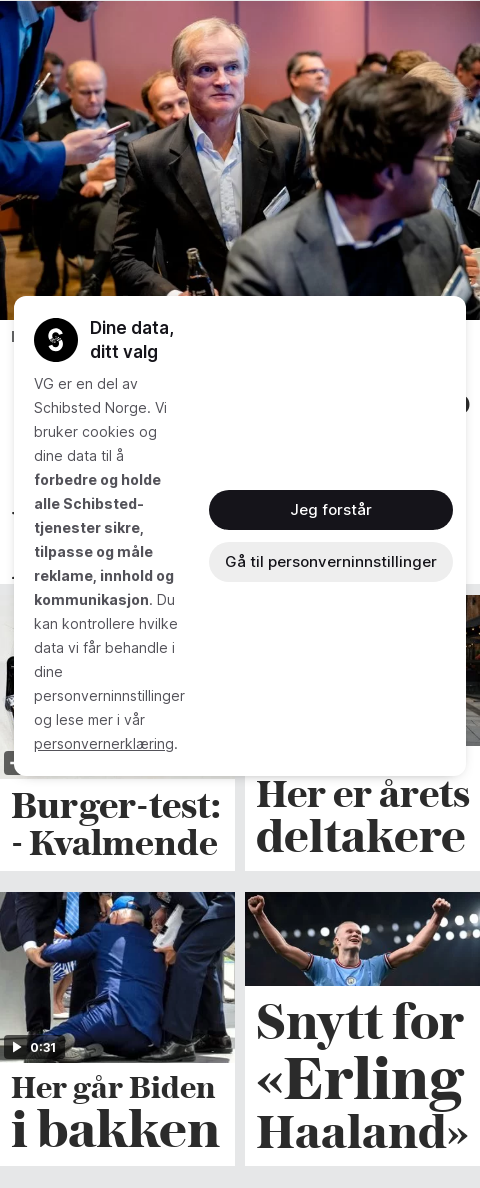 Dine data,
ditt valg
VG er en del av
Schibsted Norge. Vi
bruker cookies og
dine data til å
forbedre og holde
alle Schibsted-
tjenester sikre,
tilpasse og måle
reklame, innhold og
kommunikasjon. Du
kan kontrollere hvilke
data vi får behandle i
dine
personverninnstillinger
og lese mer i vår
personvernerklæring.
Jeg forstår
Gå til personverninnstillinger
Burger-test:
- Kvalmende
Her er årets
deltakere
0:31
Her går Biden
i bakken
Snytt for
«Erling
Haaland»